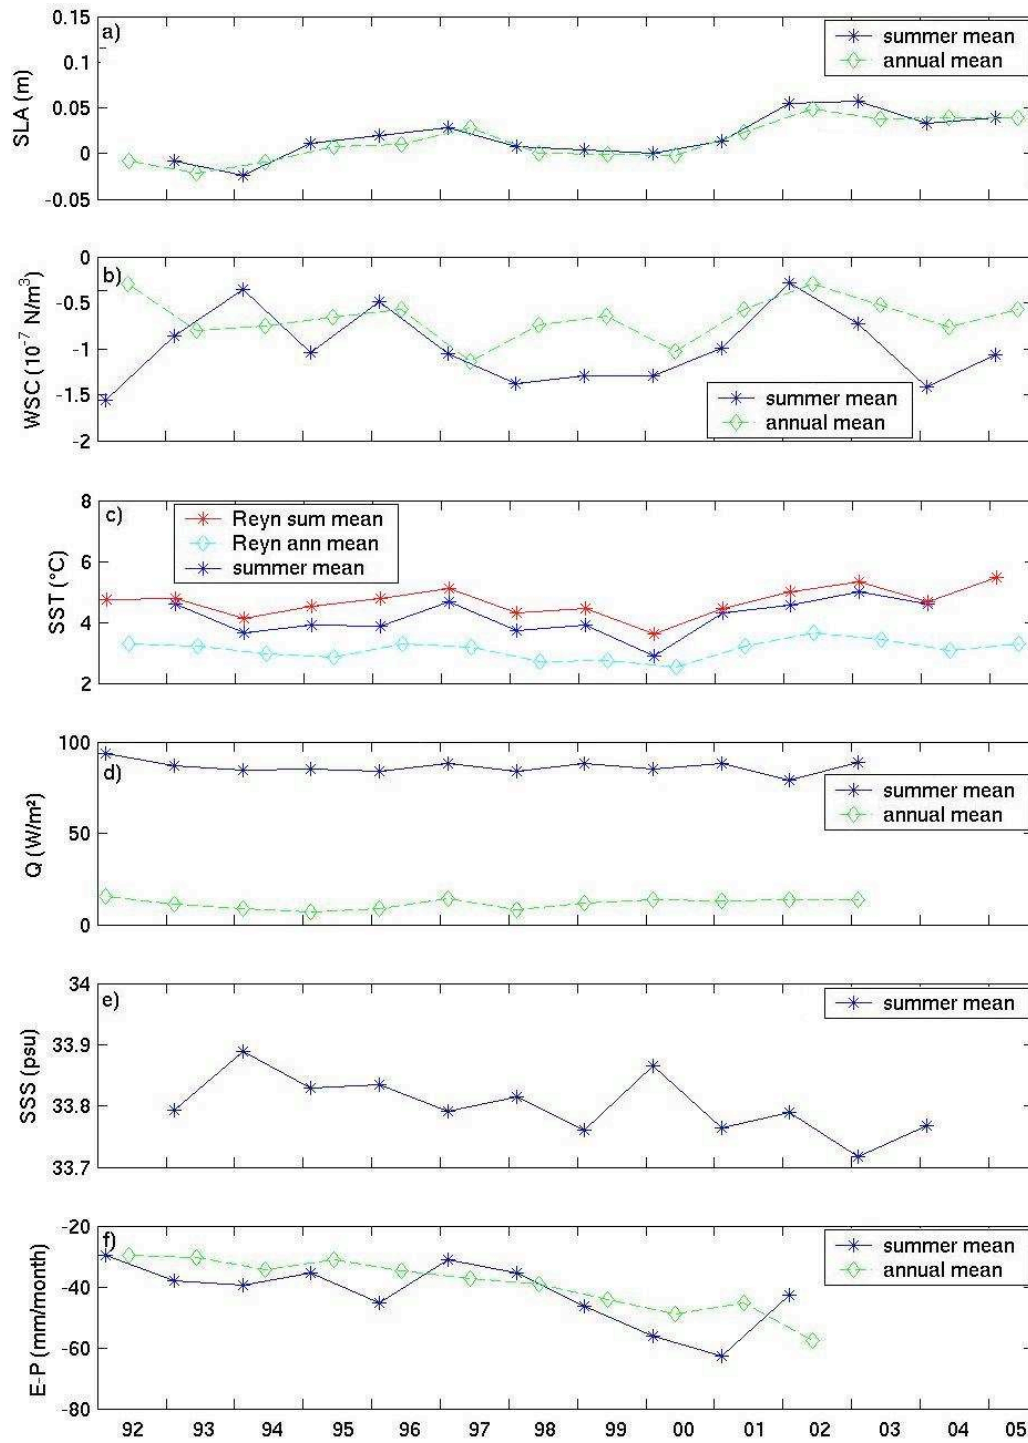 a)
0.15
0.1
0.05
0
-0.05
SLA (m)
summer mean
annual mean
b)
0
-0.5
-1
-1.5
-2
WSC (10⁻⁷ N/m³)
summer mean
annual mean
c)
8
6
4
2
SST (°C)
Reyn sum mean
Reyn ann mean
summer mean
d)
100
50
0
Q (W/m²)
summer mean
annual mean
e)
34
33.9
33.8
33.7
SSS (psu)
summer mean
f)
-20
-40
-60
-80
E-P (mm/month)
summer mean
annual mean
92 93 94 95 96 97 98 99 00 01 02 03 04 05